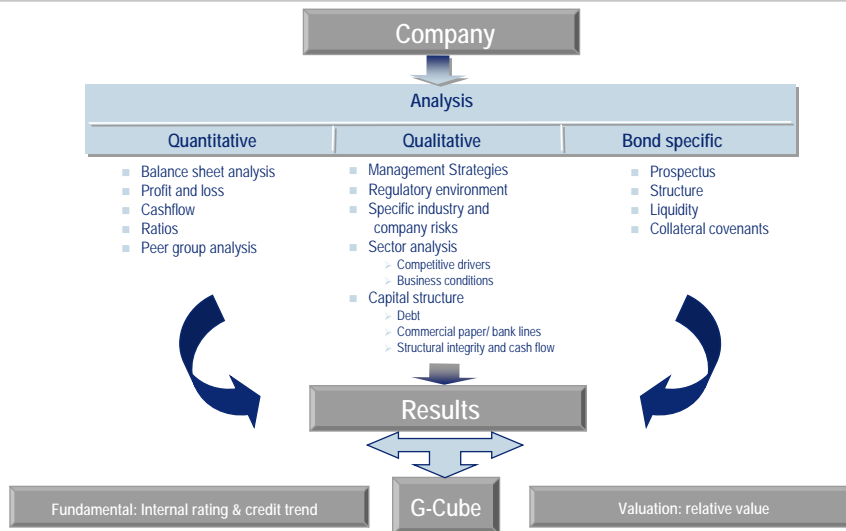 Company
Analysis
Quantitative
Qualitative
Bond specific
Balance sheet analysis
Profit and loss
Cashflow
Ratios
Peer group analysis
Management Strategies
Regulatory environment
Specific industry and
company risks
Sector analysis
Competitive drivers
Business conditions
Capital structure
Debt
Commercial paper/ bank lines
Structural integrity and cash flow
Prospectus
Structure
Liquidity
Collateral covenants
Results
Fundamental: Internal rating & credit trend
G-Cube
Valuation: relative value